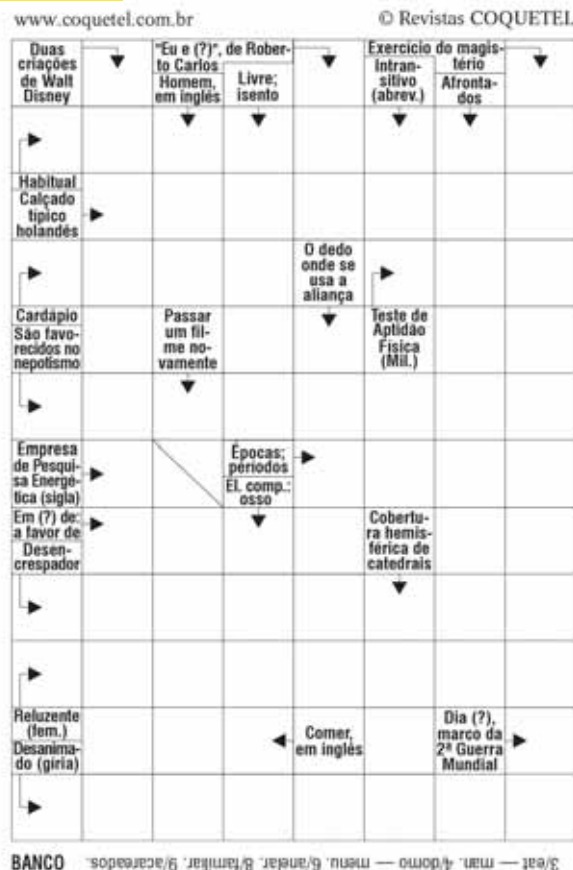 www.coquetel.com.br
© Revistas COQUETEL
Duas
criações
de Walt
Disney
"Eu e (?)", de Rober-
to Carlos
Homem,
em inglês
Livre;
isento
Exercício do magis-
tério
Intran-
sitivo
(abrev.)
Afronta-
dos
Habitual
Calçado
típico
holandês
O dedo
onde se
usa a
aliança
Cardápio
São favo-
recidos no
nepotismo
Passar
um fil-
me no-
vamente
Teste de
Aptidão
Física
(Mil.)
Empresa
de Pesqui-
sa Energé-
tica (sigla)
Épocas;
períodos
El. comp.:
osso
Em (?) de:
a favor de
Desen-
crespador
Cobertu-
ra hemis-
férica de
catedrais
Reluzente
(fem.)
Desanima-
do (gíria)
Comer,
em inglês
Dia (?),
marco da
2ª Guerra
Mundial
BANCO
3/eat — man. 4/domo — menu. 6/anelar. 8/familiar. 9/acareados.